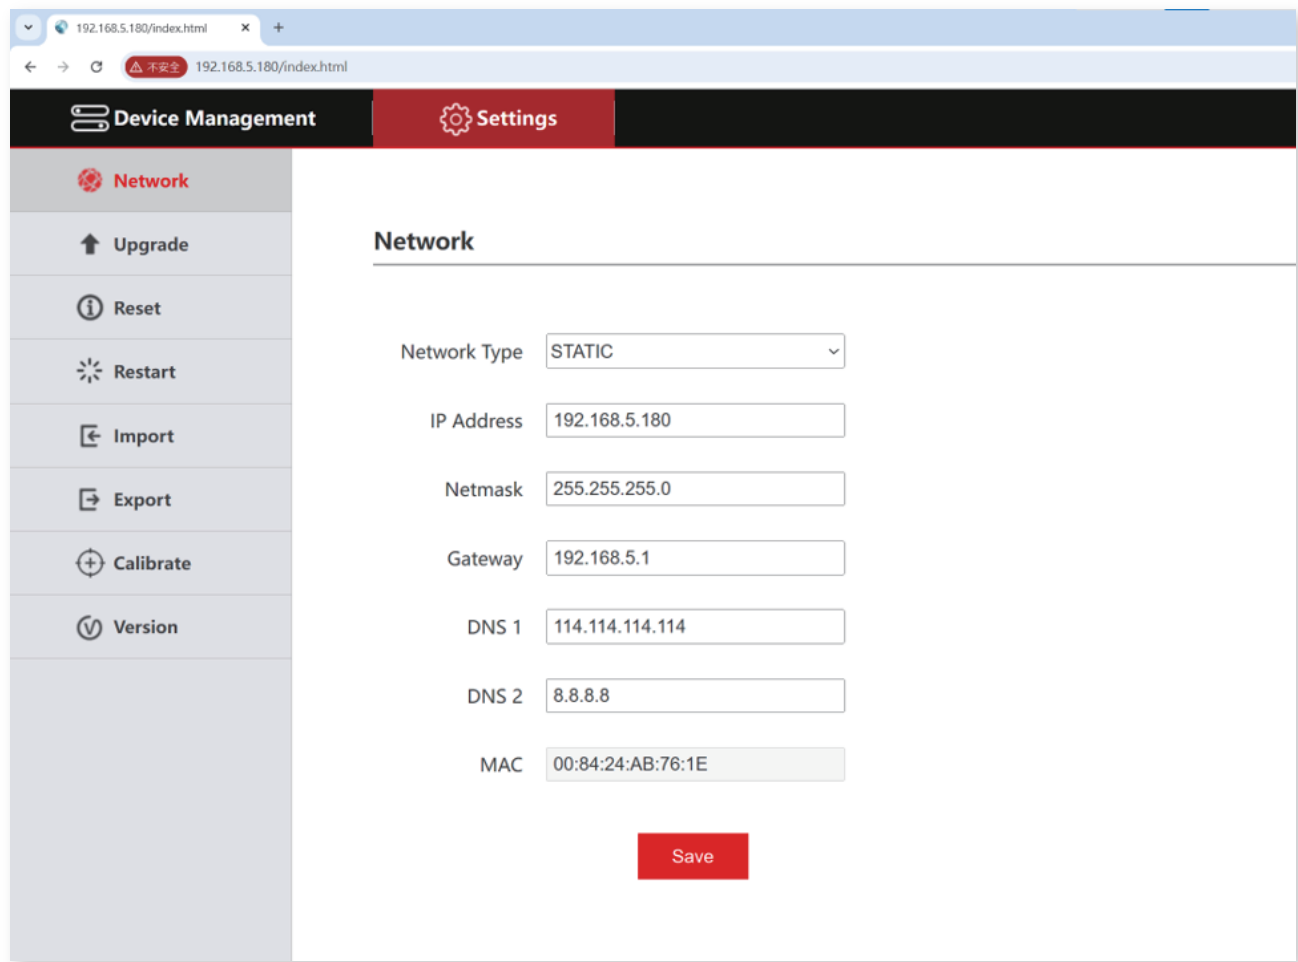 192.168.5.180/index.html
不安全 192.168.5.180/index.html
Device Management
Settings
Network
Upgrade
Reset
Restart
Import
Export
Calibrate
Version
Network
Network Type STATIC
IP Address 192.168.5.180
Netmask 255.255.255.0
Gateway 192.168.5.1
DNS 1 114.114.114.114
DNS 2 8.8.8.8
MAC 00:84:24:AB:76:1E
Save